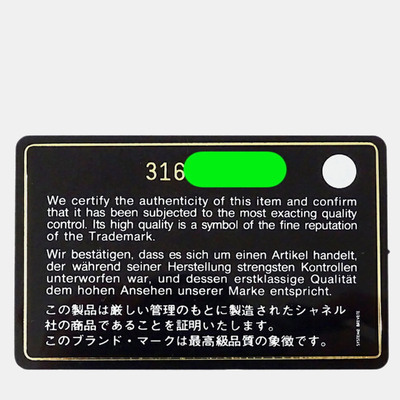 316
We certify the authenticity of this item and confirm
that it has been subjected to the most exacting quality
control. Its high quality is a symbol of the fine reputation
of the Trademark.
Wir bestätigen, dass es sich um einen Artikel handelt,
der während seiner Herstellung strengsten Kontrollen
unterworfen war, und dessen erstklassige Qualität
dem hohen Ansehen unserer Marke entspricht.
この製品は厳しい管理のもとに製造されたシャネル
社の商品であることを証明いたします。
このブランド・マークは最高級品質の象徴です。